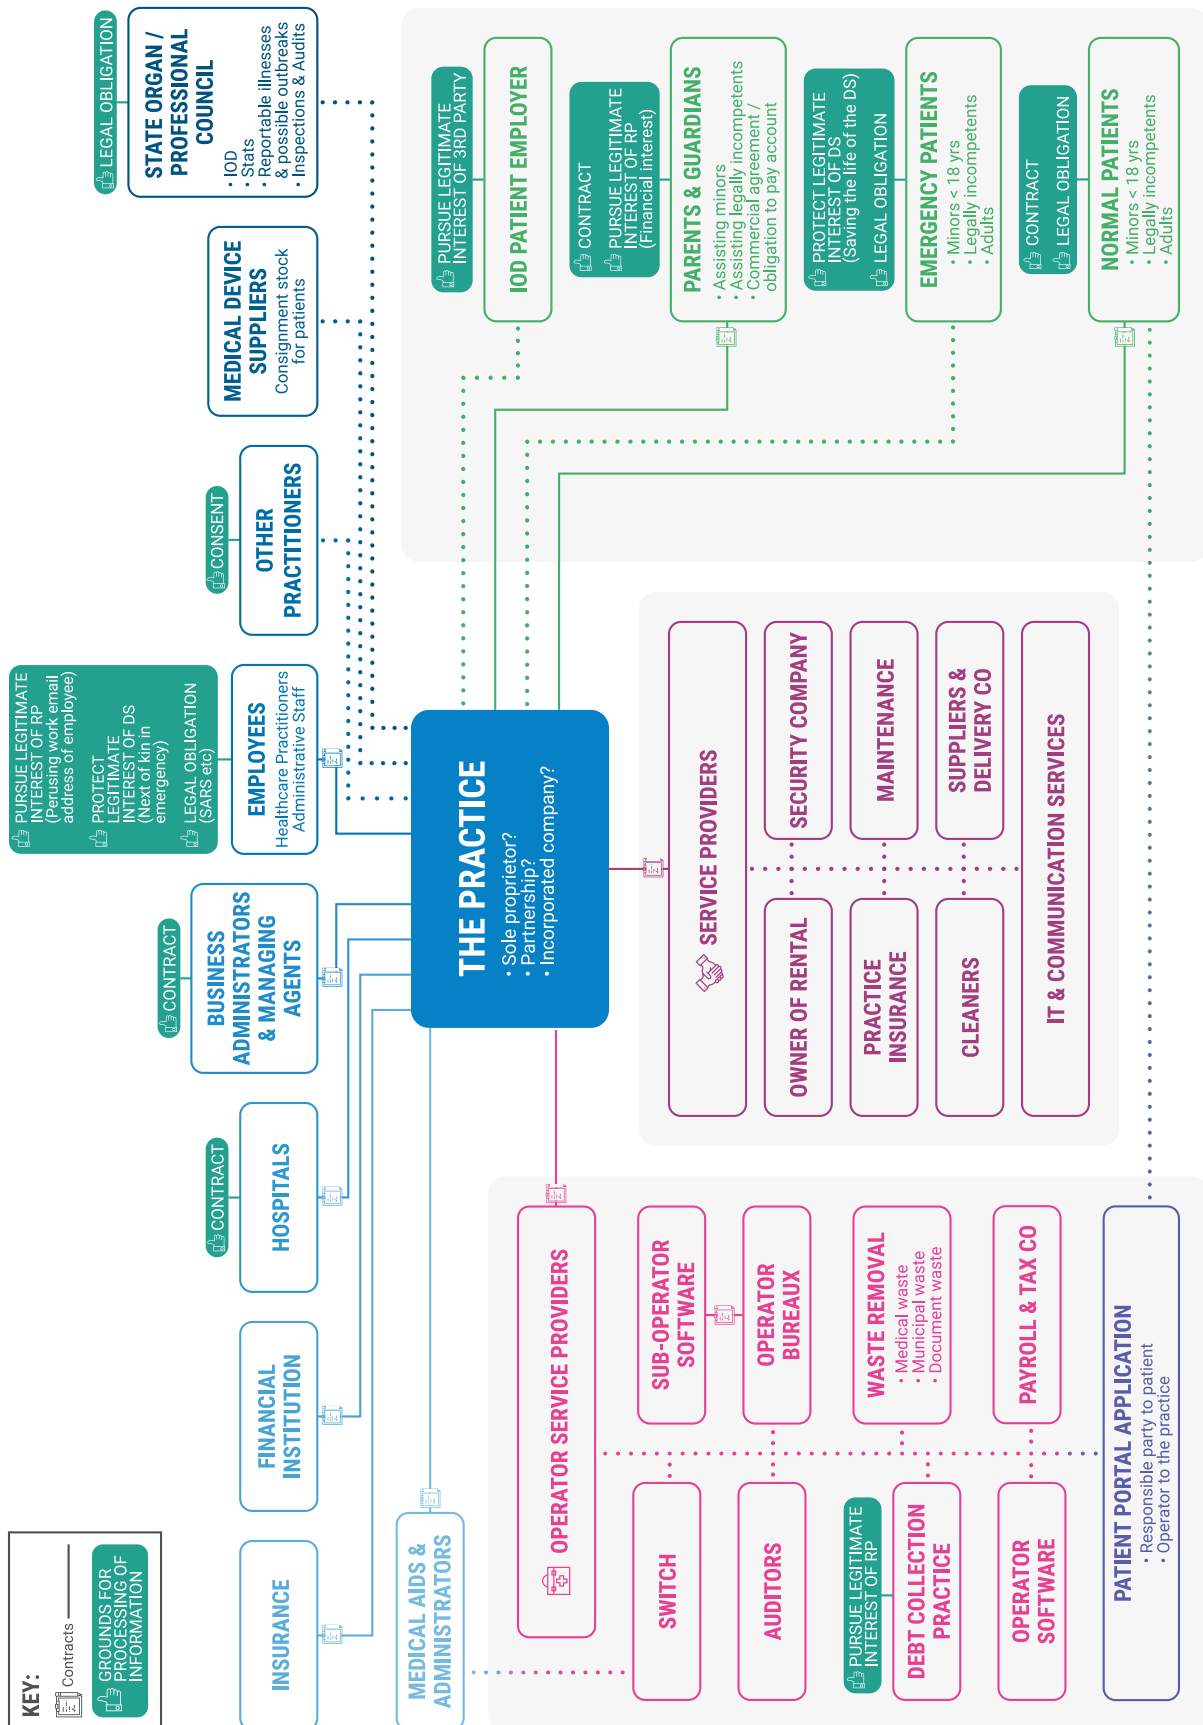 KEY:
Contracts
GROUNDS FOR
PROCESSING OF
INFORMATION
INSURANCE
FINANCIAL
INSTITUTION
CONTRACT
HOSPITALS
CONTRACT
BUSINESS
ADMINISTRATORS
& MANAGING
AGENTS
PURSUE LEGITIMATE
INTEREST OF RP
(Perusing work email
address of employee)
PROTECT
LEGITIMATE
INTEREST OF DS
(Next of kin in
emergency)
LEGAL OBLIGATION
(SARS etc)
EMPLOYEES
Healthcare Practitioners
Administrative Staff
CONSENT
OTHER
PRACTITIONERS
MEDICAL DEVICE
SUPPLIERS
Consignment stock
for patients
LEGAL OBLIGATION
STATE ORGAN /
PROFESSIONAL
COUNCIL
• IOD
• Stats
• Reportable illnesses
& possible outbreaks
• Inspections & Audits
MEDICAL AIDS &
ADMINISTRATORS
THE PRACTICE
• Sole proprietor?
• Partnership?
• Incorporated company?
PURSUE LEGITIMATE
INTEREST OF 3RD PARTY
IOD PATIENT EMPLOYER
CONTRACT
PURSUE LEGITIMATE
INTEREST OF RP
(Financial interest)
PARENTS & GUARDIANS
• Assisting minors
• Assisting legally incompetents
• Commercial agreement /
obligation to pay account
PROTECT LEGITIMATE
INTEREST OF DS
(Saving the life of the DS)
LEGAL OBLIGATION
EMERGENCY PATIENTS
• Minors < 18 yrs
• Legally incompetents
• Adults
CONTRACT
LEGAL OBLIGATION
NORMAL PATIENTS
• Minors < 18 yrs
• Legally incompetents
• Adults
OPERATOR SERVICE PROVIDERS
SWITCH
SUB-OPERATOR
SOFTWARE
AUDITORS
OPERATOR
BUREAUX
PURSUE LEGITIMATE
INTEREST OF RP
DEBT COLLECTION
PRACTICE
WASTE REMOVAL
• Medical waste
• Municipal waste
• Document waste
OPERATOR
SOFTWARE
PAYROLL & TAX CO
PATIENT PORTAL APPLICATION
• Responsible party to patient
• Operator to the practice
SERVICE PROVIDERS
OWNER OF RENTAL
SECURITY COMPANY
PRACTICE
INSURANCE
MAINTENANCE
CLEANERS
SUPPLIERS &
DELIVERY CO
IT & COMMUNICATION SERVICES